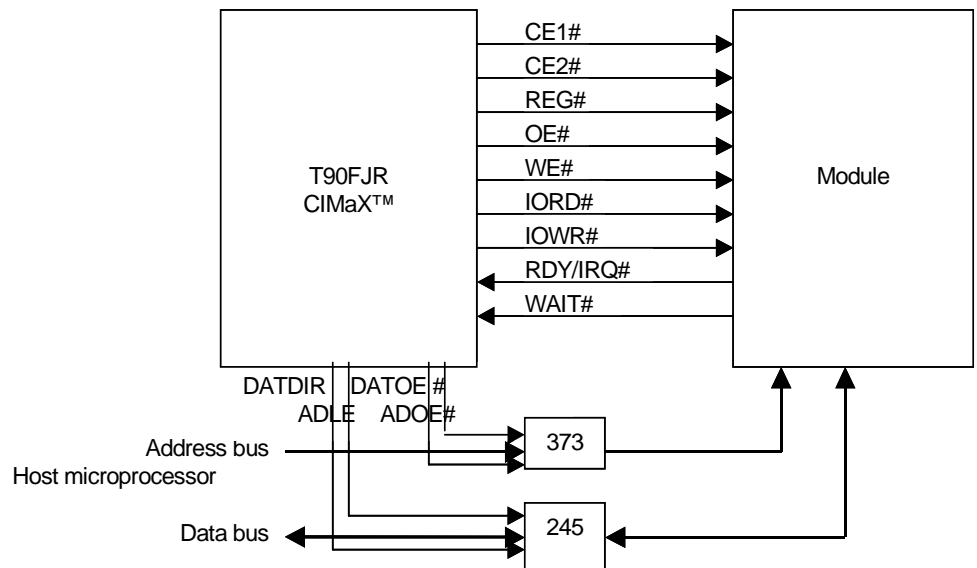 CE1#
CE2#
REG#
OE#
WE#
IORD#
IOWR#
RDY/IRQ#
WAIT#
T90FJR
CIMaX™
Module
DATDIR DATOE #
ADLE ADOE#
373
Address bus
Host microprocessor
245
Data bus